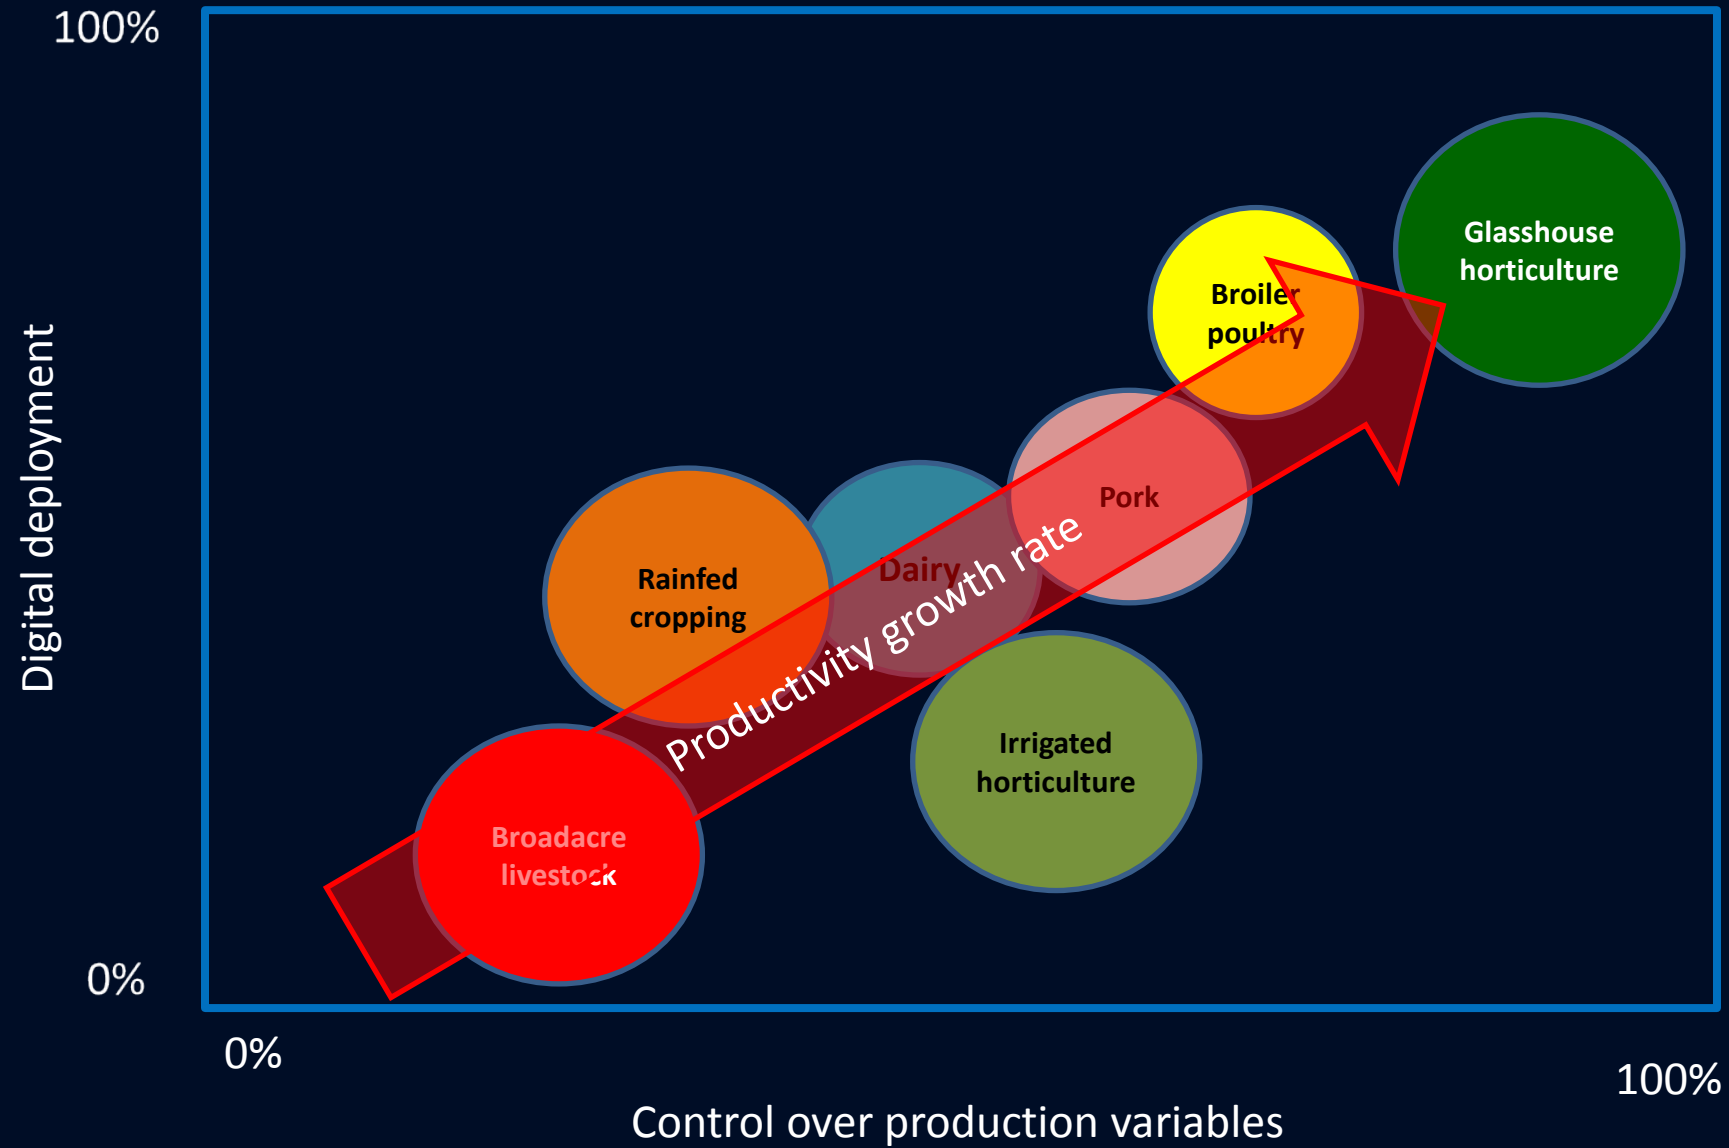 100%
Glasshouse
horticulture
Broiler
poultry
Digital deployment
Pork
Dairy
Rainfed
cropping
Productivity growth rate
Irrigated
horticulture
Broadacre
livestock
0%
0%
100%
Control over production variables